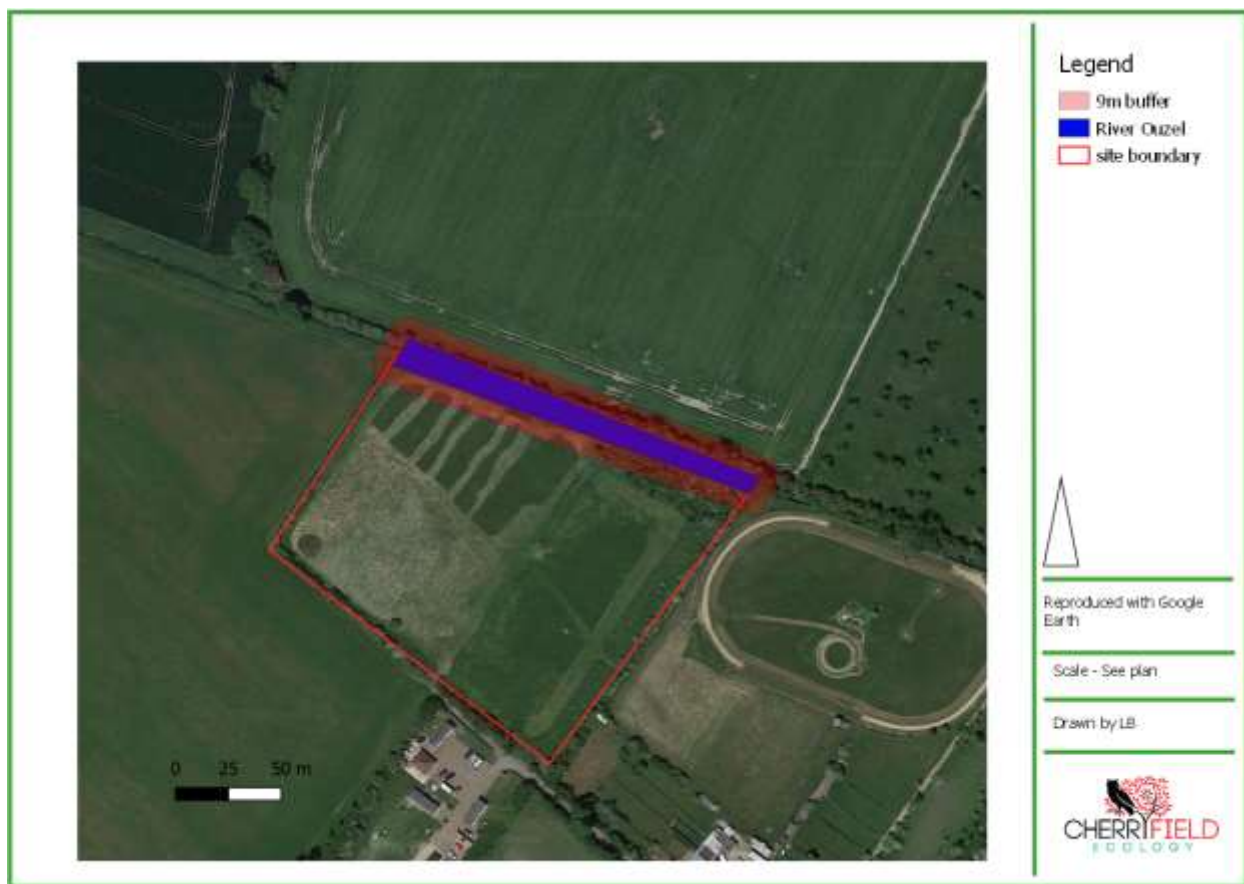 Legend
9m buffer
River Ouzel
site boundary
Reproduced with Google
Earth
Scale - See plan
Drawn by LB
0 25 50 m
CHERRYFIELD
ECOLOGY